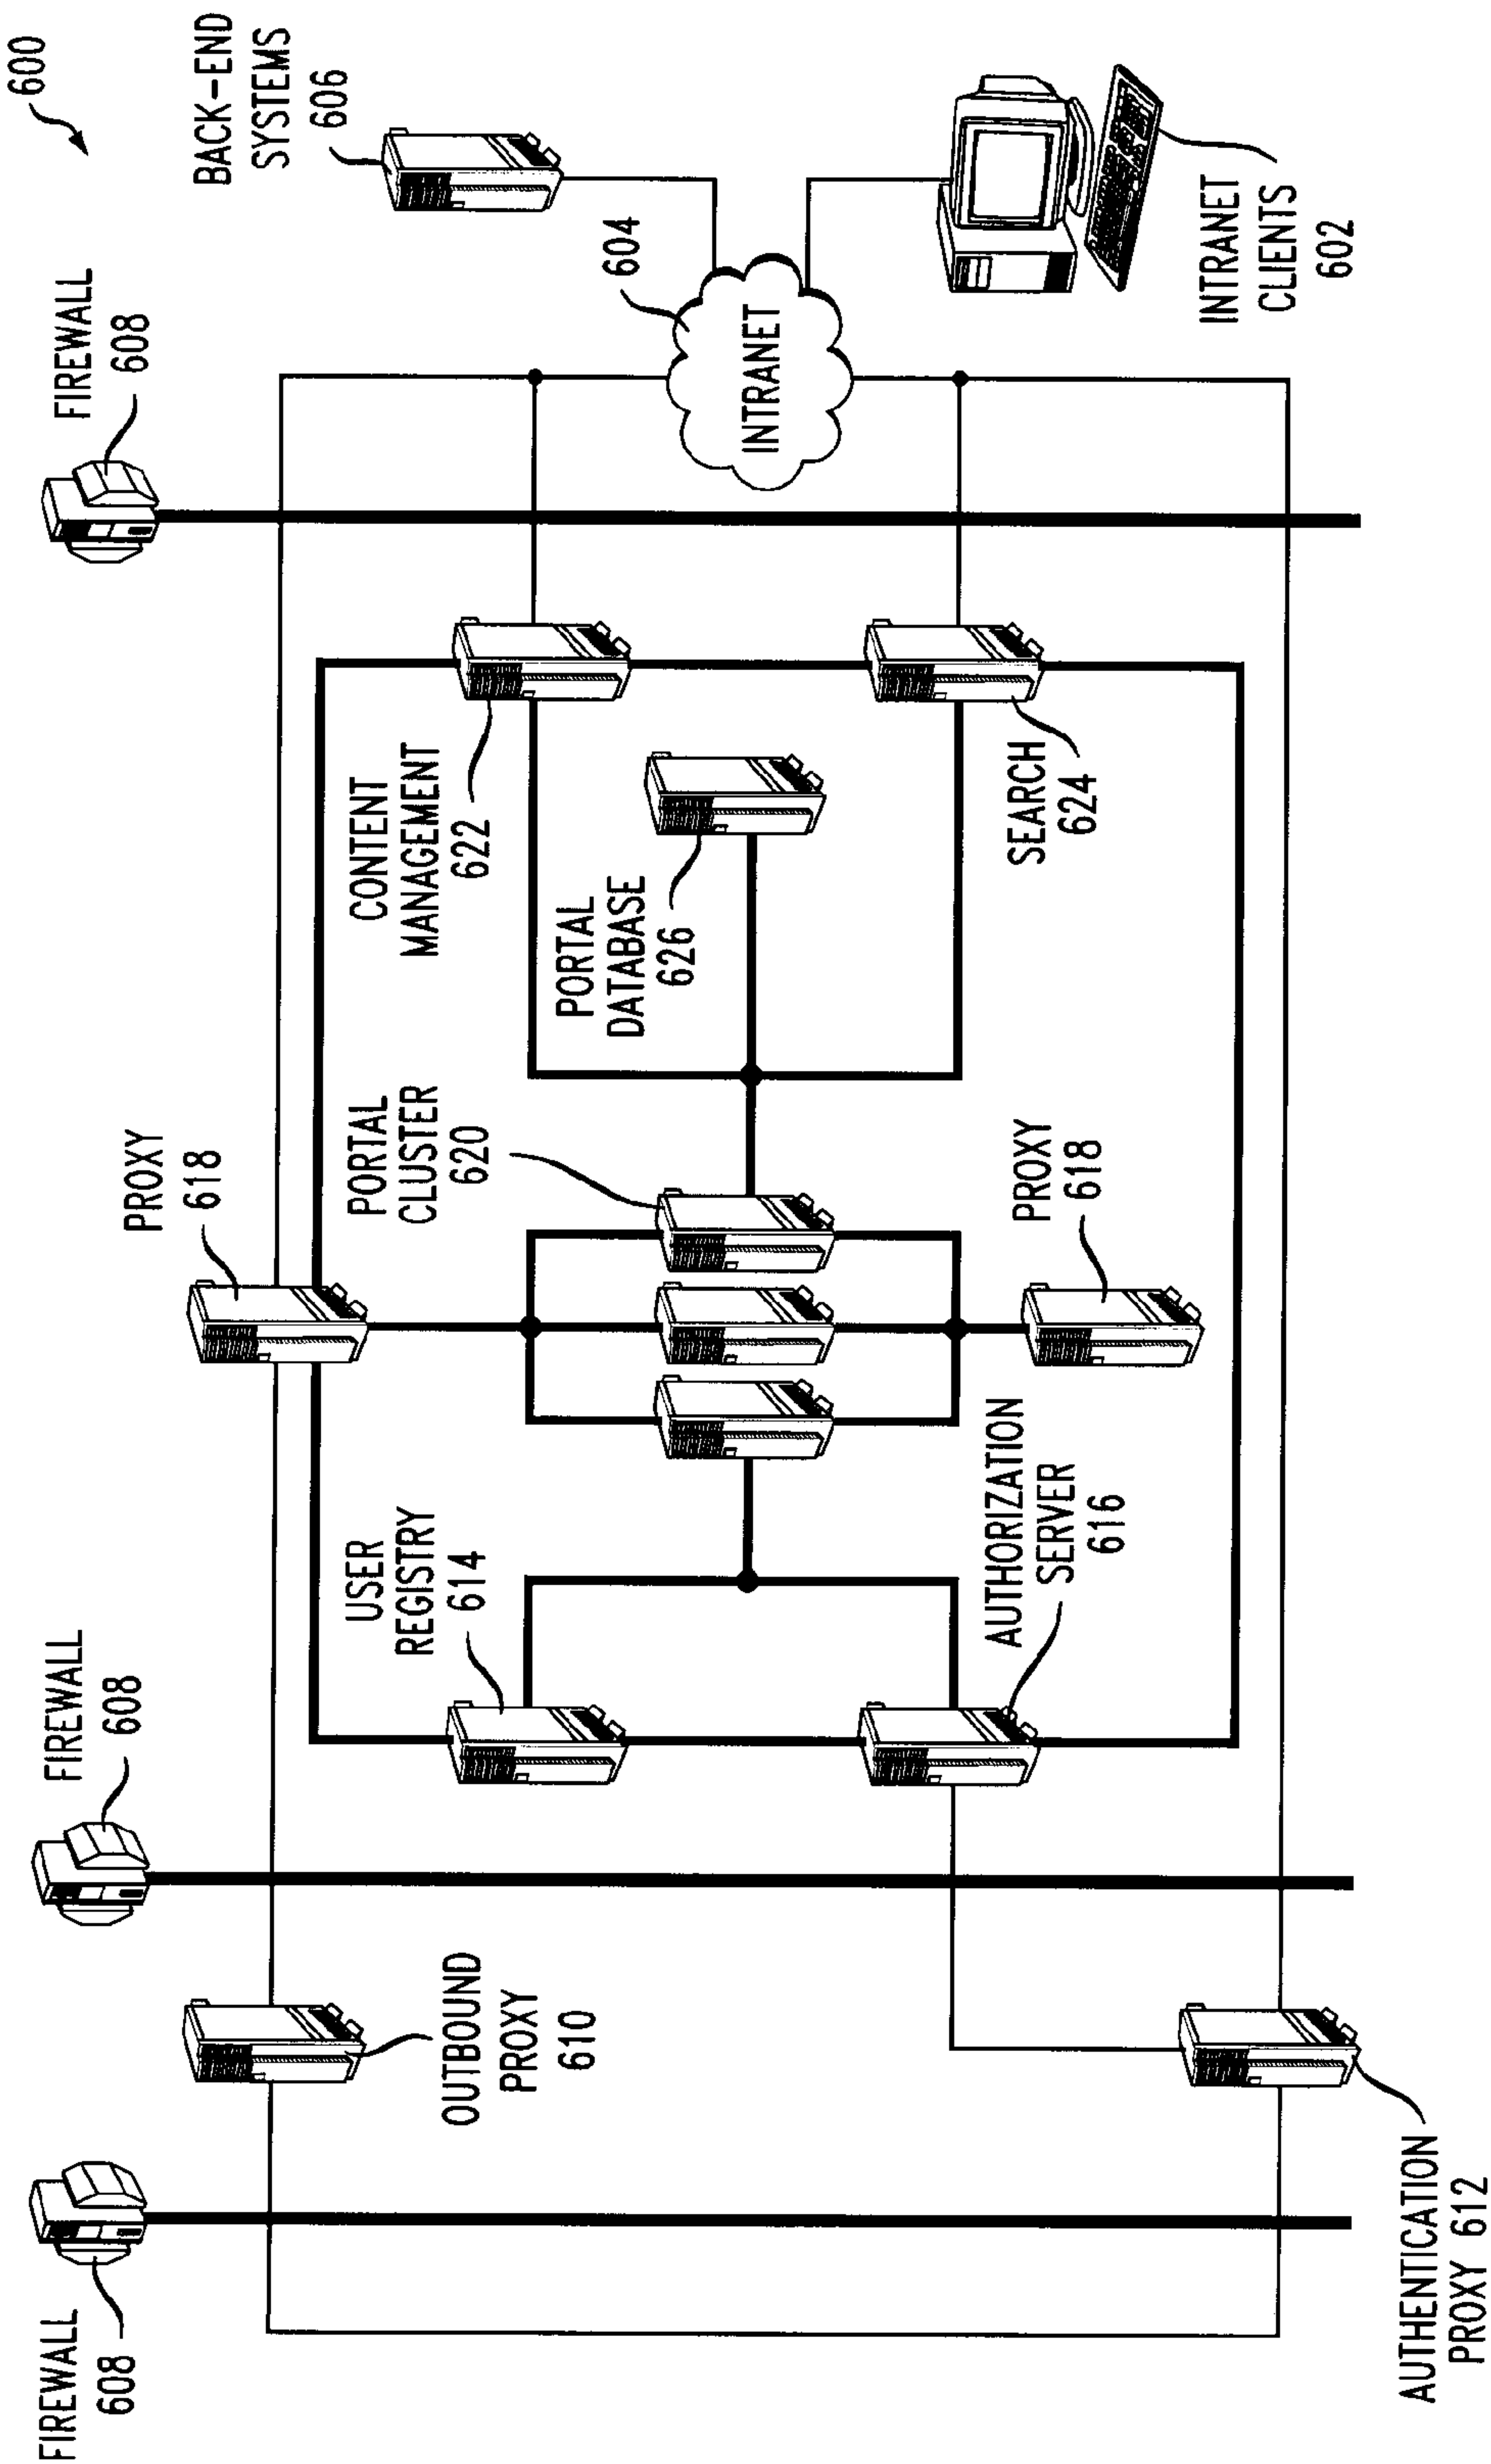 600
FIREWALL
608
FIREWALL
608
FIREWALL
608
BACK-END
SYSTEMS
606
OUTBOUND
PROXY
610
PROXY
618
USER
REGISTRY
614
PORTAL
CLUSTER
620
CONTENT
MANAGEMENT
622
PORTAL
DATABASE
626
604
INTRANET
AUTHORIZATION
SERVER
616
PROXY
618
SEARCH
624
INTRANET
CLIENTS
602
AUTHENTICATION
PROXY 612